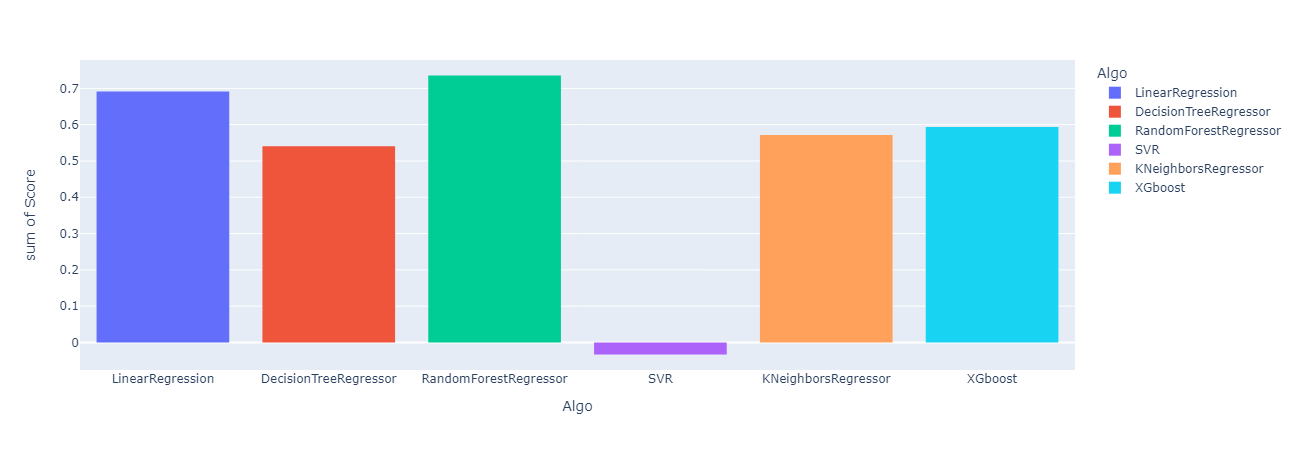 sum of Score
0.7
0.6
0.5
0.4
0.3
0.2
0.1
0
LinearRegression
DecisionTreeRegressor
RandomForestRegressor
SVR
KNeighborsRegressor
XGboost
Algo
Algo
LinearRegression
DecisionTreeRegressor
RandomForestRegressor
SVR
KNeighborsRegressor
XGboost